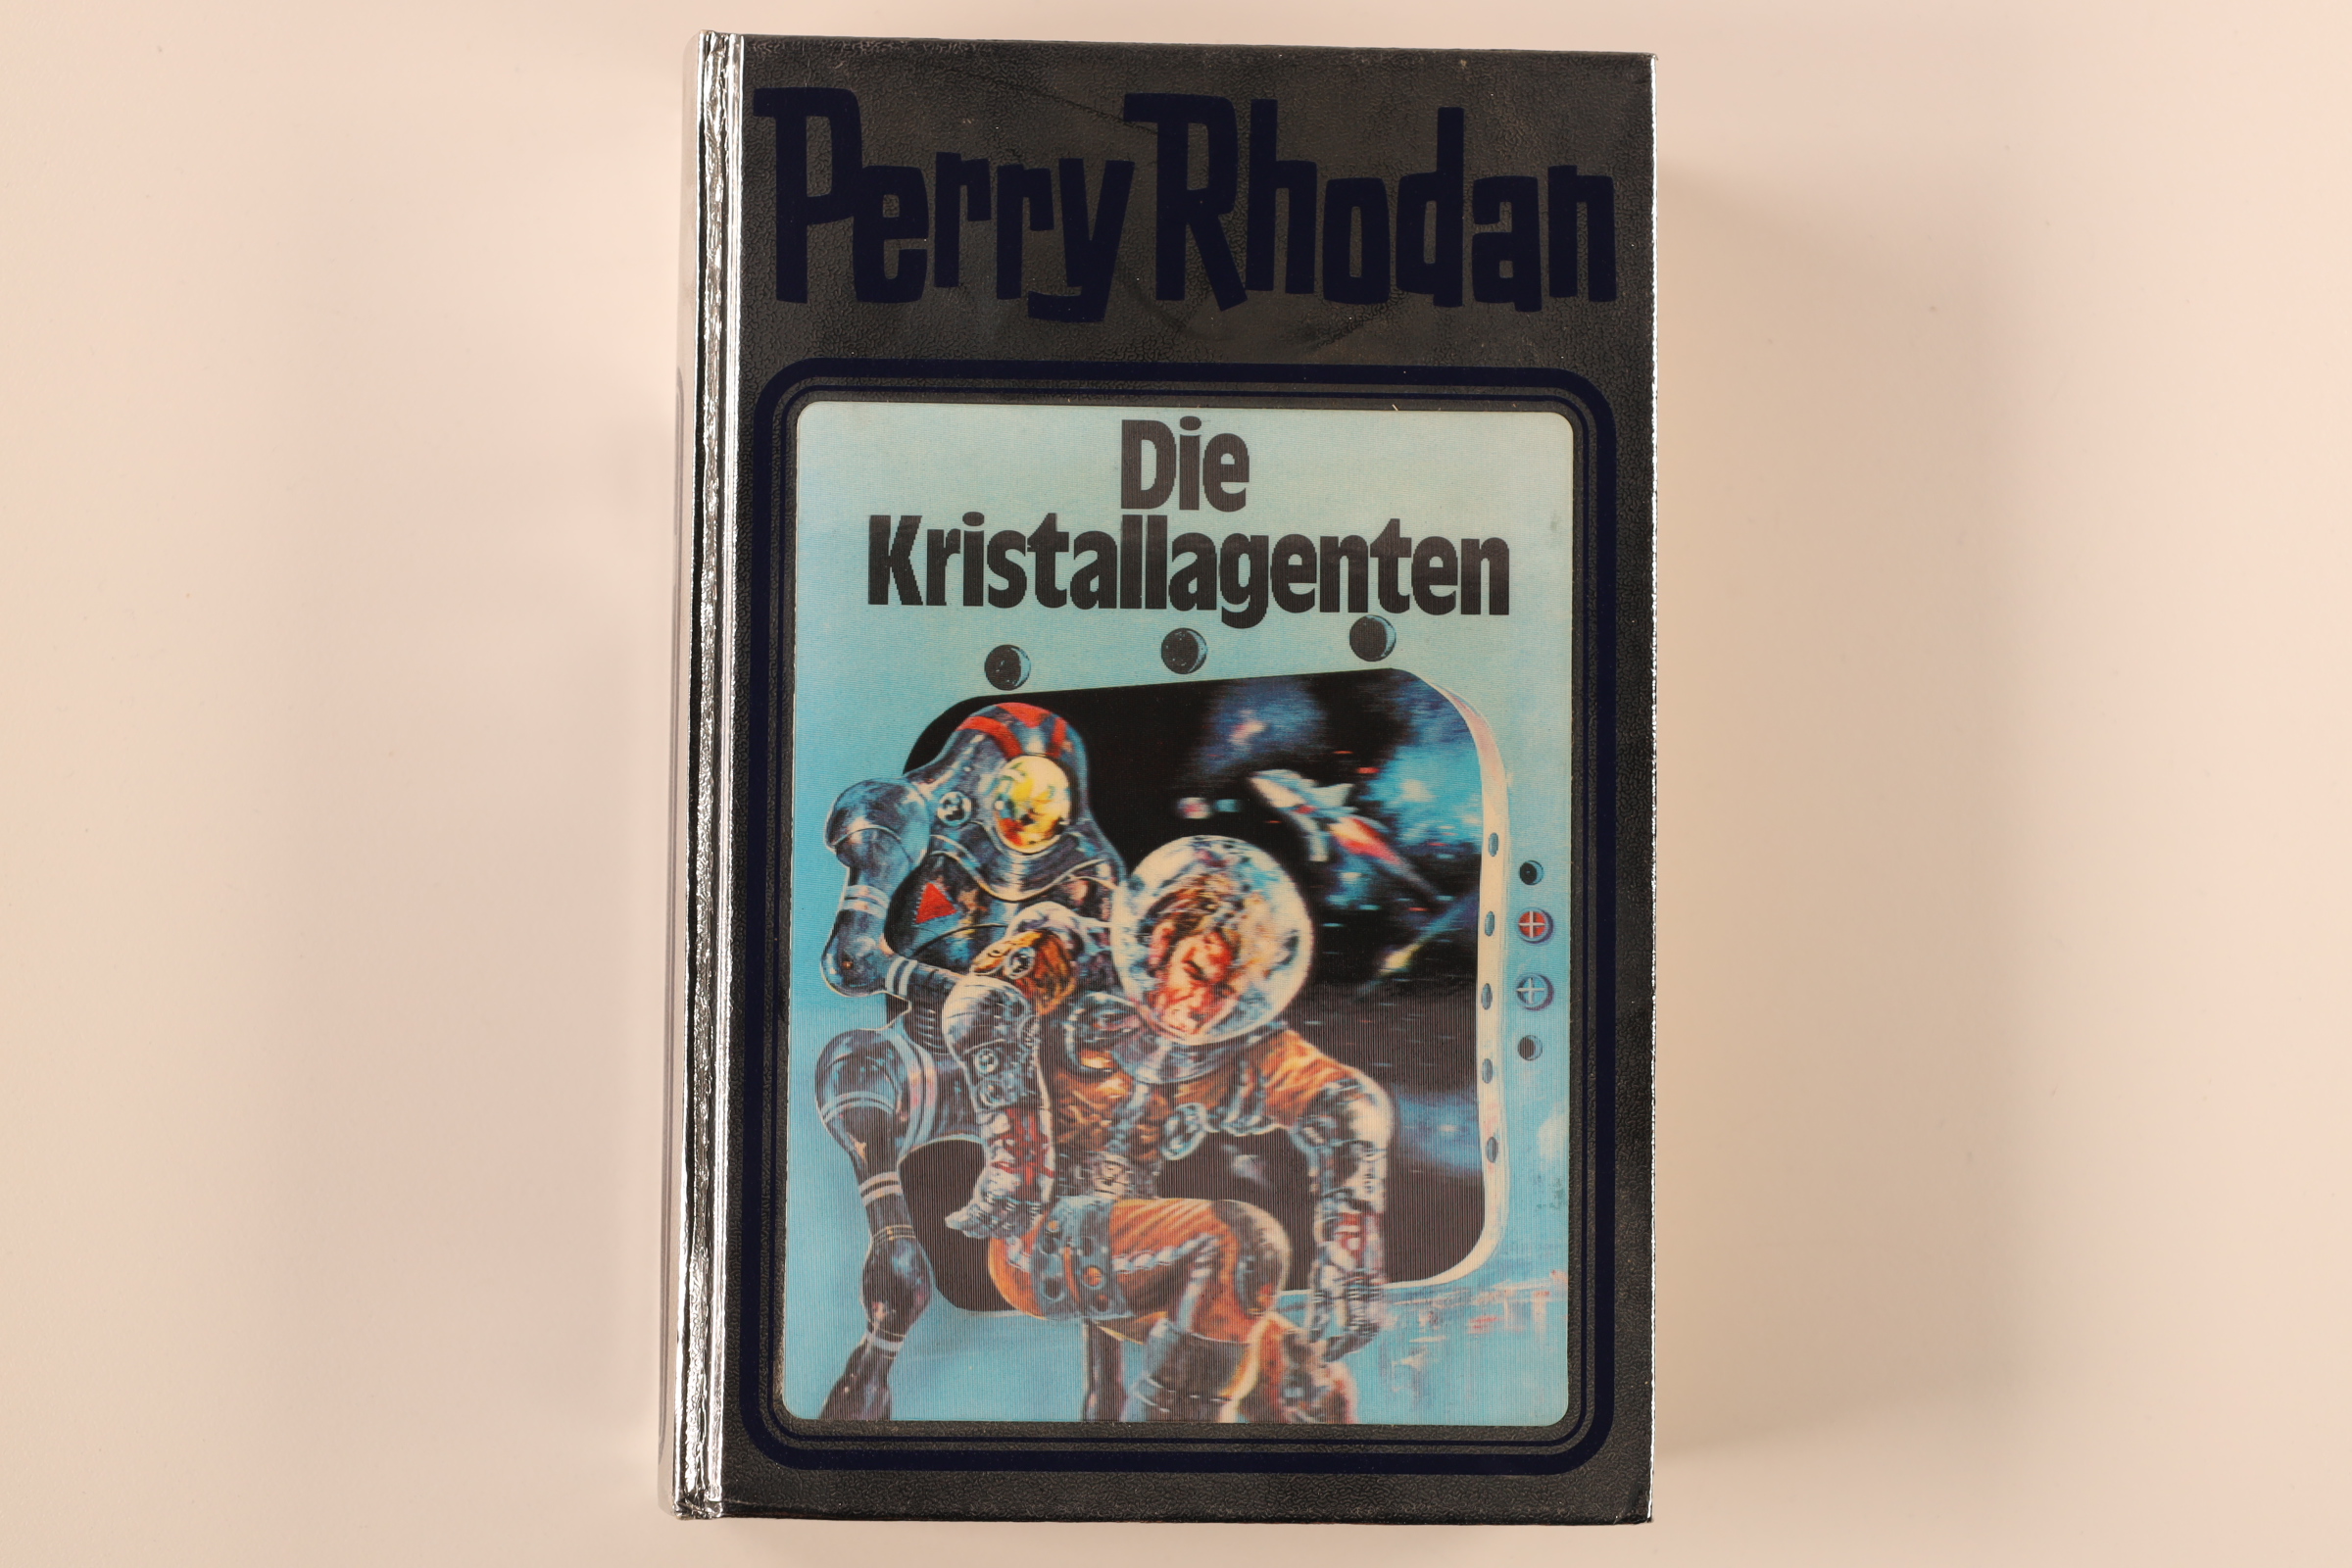 Perry Rhodan
Die
Kristallagenten